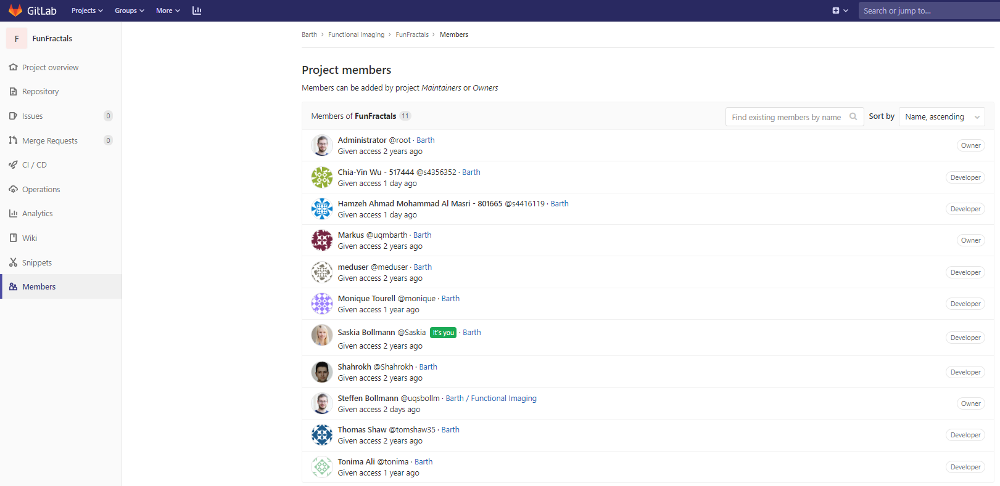 GitLab Projects Groups More Search or jump to...
F FunFractals
Project overview
Repository
Issues 0
Merge Requests 0
CI / CD
Operations
Analytics
Wiki
Snippets
Members
Barth > Functional Imaging > FunFractals > Members
Project members
Members can be added by project Maintainers or Owners
Members of FunFractals 11 Find existing members by name Sort by Name, ascending
Administrator @root · Barth
Given access 2 years ago
Owner
Chia-Yin Wu - 517444 @s4356352 · Barth
Given access 1 day ago
Developer
Hamzeh Ahmad Mohammad Al Masri - 801665 @s4416119 · Barth
Given access 1 day ago
Developer
Markus @uqmbarth · Barth
Given access 2 years ago
Owner
meduser @meduser · Barth
Given access 2 years ago
Developer
Monique Tourell @monique · Barth
Given access 1 year ago
Developer
Saskia Bollmann @Saskia It's you · Barth
Given access 2 years ago
Developer
Shahrokh @Shahrokh · Barth
Given access 2 years ago
Developer
Steffen Bollmann @uqsbollm · Barth / Functional Imaging
Given access 2 days ago
Owner
Thomas Shaw @tomshaw35 · Barth
Given access 2 years ago
Developer
Tonima Ali @tonima · Barth
Given access 1 year ago
Developer